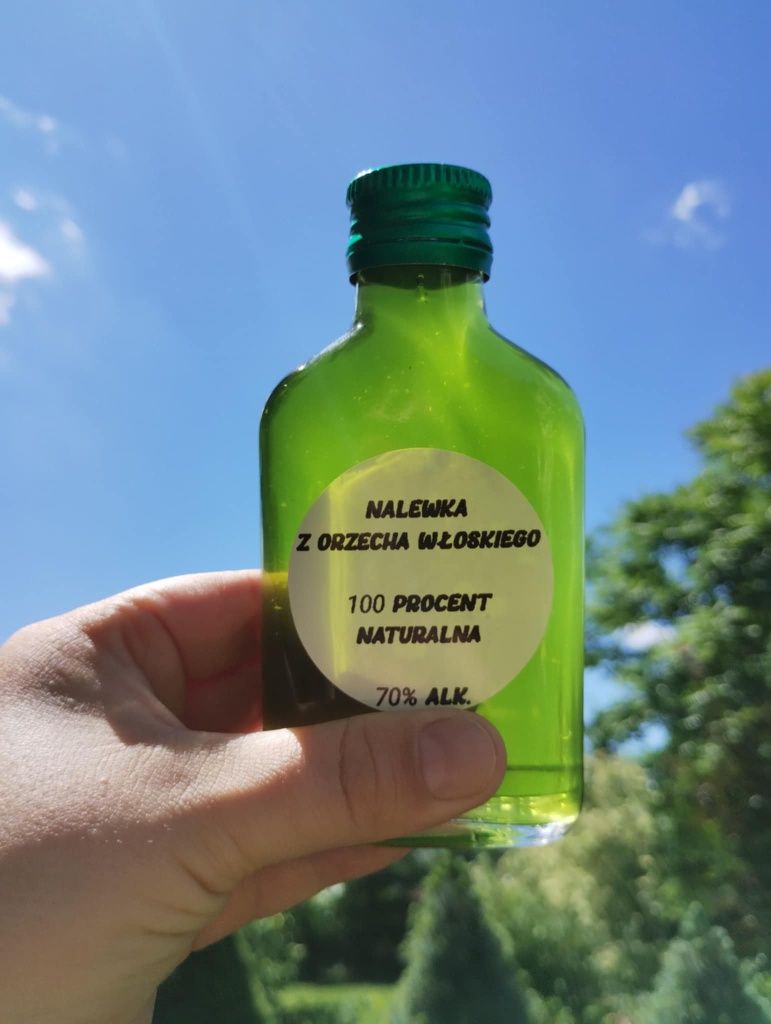 NALEWKA
Z ORZECHA WŁOSKIEGO
100 PROCENT
NATURALNA
70% ALK.